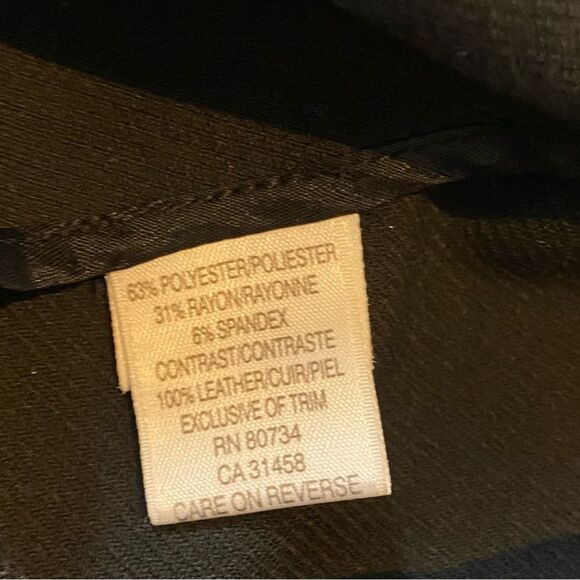 63% POLYESTER/POLIESTER
31% RAYON/RAYONNE
6% SPANDEX
CONTRAST/CONTRASTE
100% LEATHER/CUIR/PIEL
EXCLUSIVE OF TRIM
RN 80734
CA 31458
CARE ON REVERSE